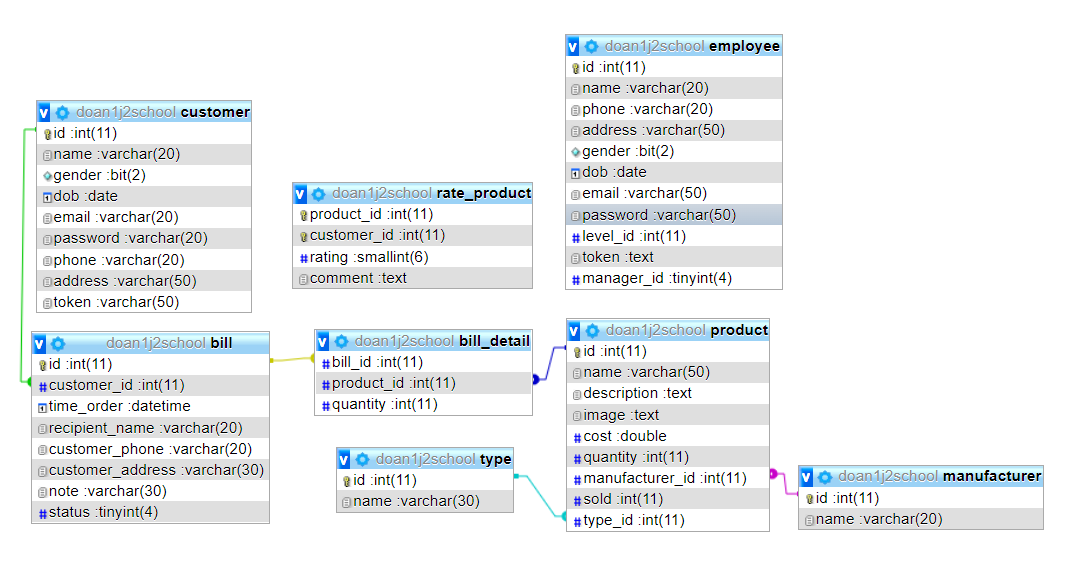 doan1j2school customer
id :int(11)
name :varchar(20)
gender :bit(2)
dob :date
email :varchar(20)
password :varchar(20)
phone :varchar(20)
address :varchar(50)
token :varchar(50)
doan1j2school rate_product
product_id :int(11)
customer_id :int(11)
rating :smallint(6)
comment :text
doan1j2school employee
id :int(11)
name :varchar(20)
phone :varchar(20)
address :varchar(50)
gender :bit(2)
dob :date
email :varchar(50)
password :varchar(50)
level_id :int(11)
token :text
manager_id :tinyint(4)
doan1j2school bill
id :int(11)
customer_id :int(11)
time_order :datetime
recipient_name :varchar(20)
customer_phone :varchar(20)
customer_address :varchar(30)
note :varchar(30)
status :tinyint(4)
doan1j2school bill_detail
bill_id :int(11)
product_id :int(11)
quantity :int(11)
doan1j2school type
id :int(11)
name :varchar(30)
doan1j2school product
id :int(11)
name :varchar(50)
description :text
image :text
cost :double
quantity :int(11)
manufacturer_id :int(11)
sold :int(11)
type_id :int(11)
doan1j2school manufacturer
id :int(11)
name :varchar(20)